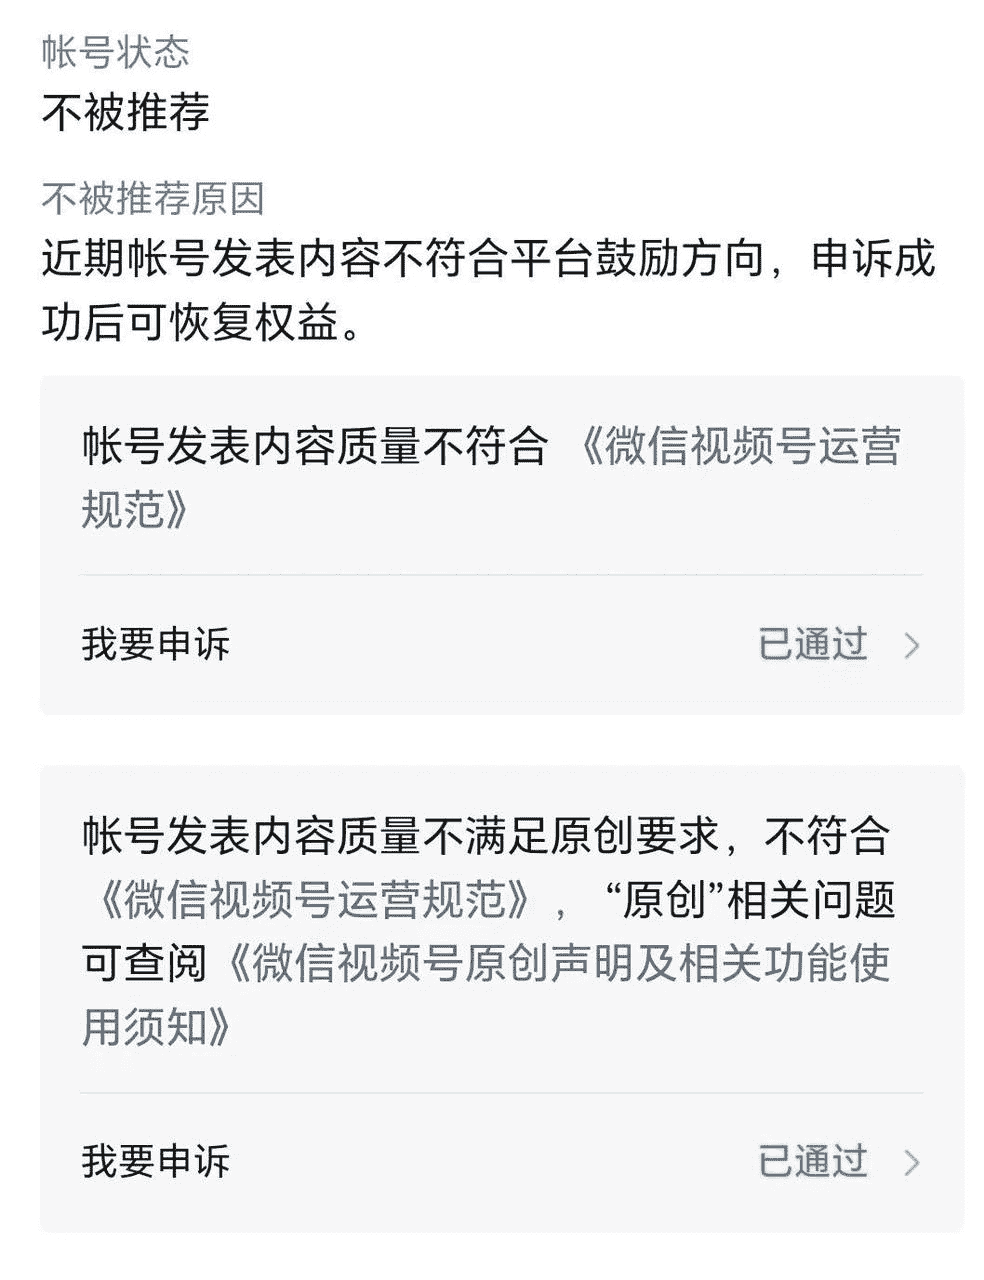 帐号状态
不被推荐
不被推荐原因
近期帐号发表内容不符合平台鼓励方向，申诉成
功后可恢复权益。
帐号发表内容质量不符合 《微信视频号运营
规范》
我要申诉 已通过
帐号发表内容质量不满足原创要求，不符合
《微信视频号运营规范》，“原创”相关问题
可查阅《微信视频号原创声明及相关功能使
用须知》
我要申诉 已通过